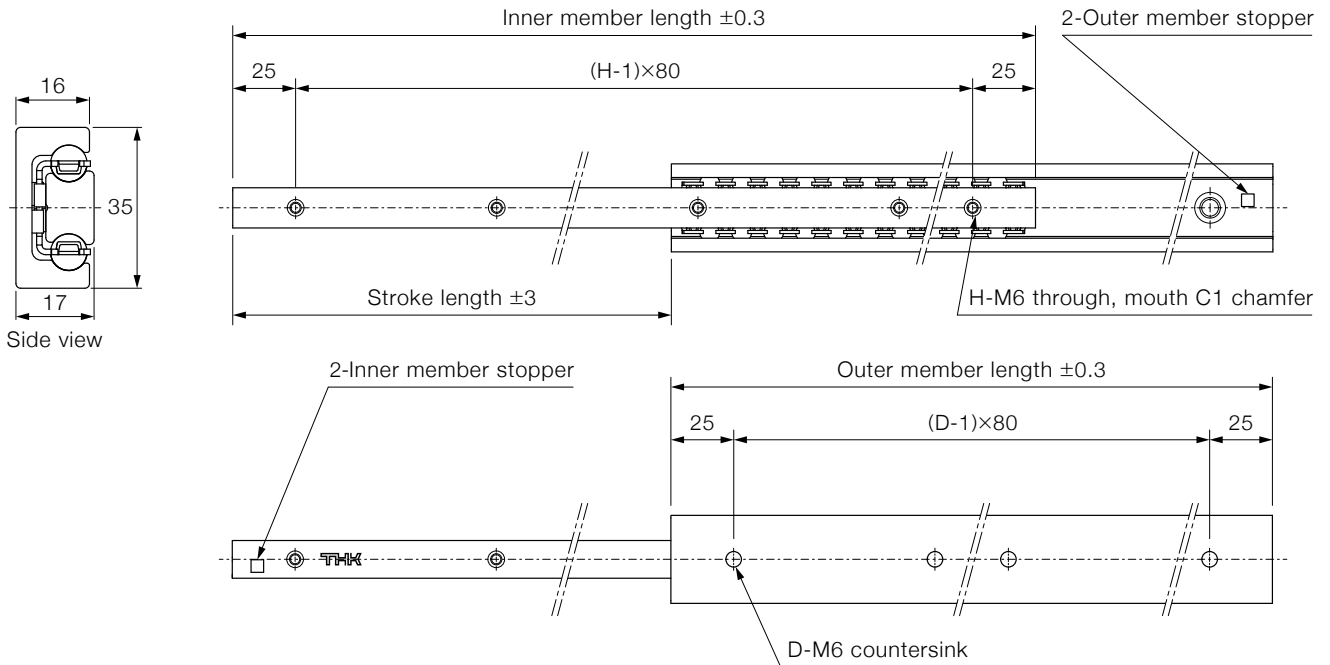 Inner member length ±0.3
2-Outer member stopper
25
(H-1)×80
25
16
35
17
Side view
Stroke length ±3
H-M6 through, mouth C1 chamfer
2-Inner member stopper
Outer member length ±0.3
25
(D-1)×80
25
THK
D-M6 countersink